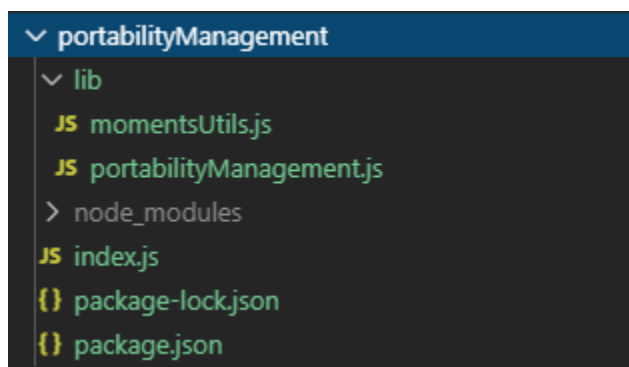 portabilityManagement
lib
JS momentsUtils.js
JS portabilityManagement.js
node_modules
JS index.js
{} package-lock.json
{} package.json